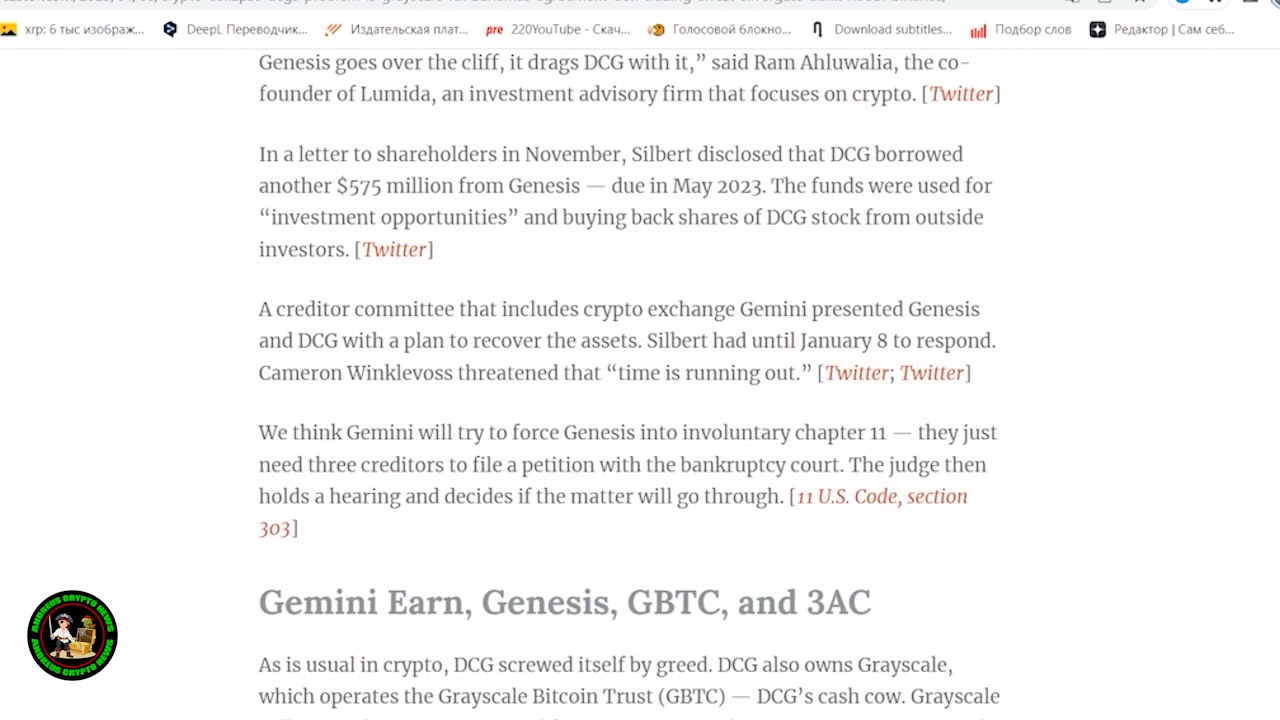 xrp: 6 тыс изображ...
DeepL Переводчик...
Издательская плат...
pre 220YouTube - Скач...
Голосовой блокно...
Download subtitles...
Подбор слов
Редактор | Сам себ...
Genesis goes over the cliff, it drags DCG with it,” said Ram Ahluwalia, the co-
founder of Lumida, an investment advisory firm that focuses on crypto. [Twitter]
In a letter to shareholders in November, Silbert disclosed that DCG borrowed
another $575 million from Genesis — due in May 2023. The funds were used for
“investment opportunities” and buying back shares of DCG stock from outside
investors. [Twitter]
A creditor committee that includes crypto exchange Gemini presented Genesis
and DCG with a plan to recover the assets. Silbert had until January 8 to respond.
Cameron Winklevoss threatened that “time is running out.” [Twitter; Twitter]
We think Gemini will try to force Genesis into involuntary chapter 11 — they just
need three creditors to file a petition with the bankruptcy court. The judge then
holds a hearing and decides if the matter will go through. [11 U.S. Code, section
303]
Gemini Earn, Genesis, GBTC, and 3AC
As is usual in crypto, DCG screwed itself by greed. DCG also owns Grayscale,
which operates the Grayscale Bitcoin Trust (GBTC) — DCG’s cash cow. Grayscale
ANDREUS CRYPTO NEWS
ANDREUS CRYPTO NEWS